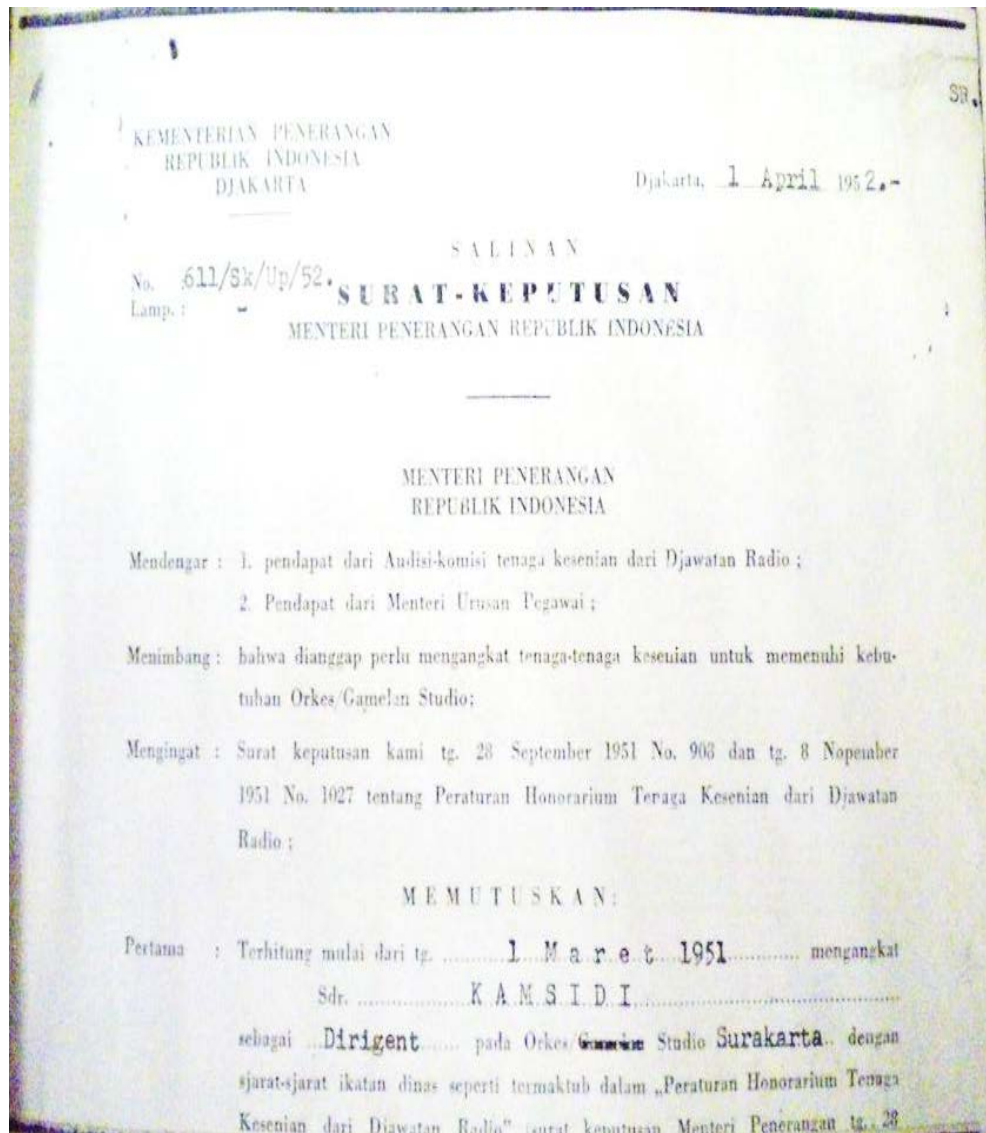 SR.
KEMENTERIAN PENERANGAN
REPUBLIK INDONESIA
DJAKARTA
Djakarta, 1 April 1952.-
SALINAN
No. 611/Sk/Up/52.
SURAT-KEPUTUSAN
Lamp. : -
MENTERI PENERANGAN REPUBLIK INDONESIA
MENTERI PENERANGAN
REPUBLIK INDONESIA
Mendengar : 1. pendapat dari Audisi-komisi tenaga kesenian dari Djawatan Radio ;
2. Pendapat dari Menteri Urusan Pegawai ;
Menimbang : bahwa dianggap perlu mengangkat tenaga-tenaga kesenian untuk memenuhi kebu-
tuhan Orkes/Gamelan Studio;
Mengingat : Surat keputusan kami tg. 28 September 1951 No. 903 dan tg. 8 Nopember
1951 No. 1027 tentang Peraturan Honorarium Tenaga Kesenian dari Djawatan
Radio ;
MEMUTUSKAN:
Pertama : Terhitung mulai dari tg. ........... 1 Maret 1951 ............ mengangkat
Sdr. ................... KAMSIDI ........................................
sebagai ...Dirigent...... pada Orkes/ Studio Surakarta.. dengan
sjarat-sjarat ikatan dinas seperti termaktub dalam „Peraturan Honorarium Tenaga
Kesenian dari Djawatan Radio" surat keputusan Menteri Penerangan tg. 28